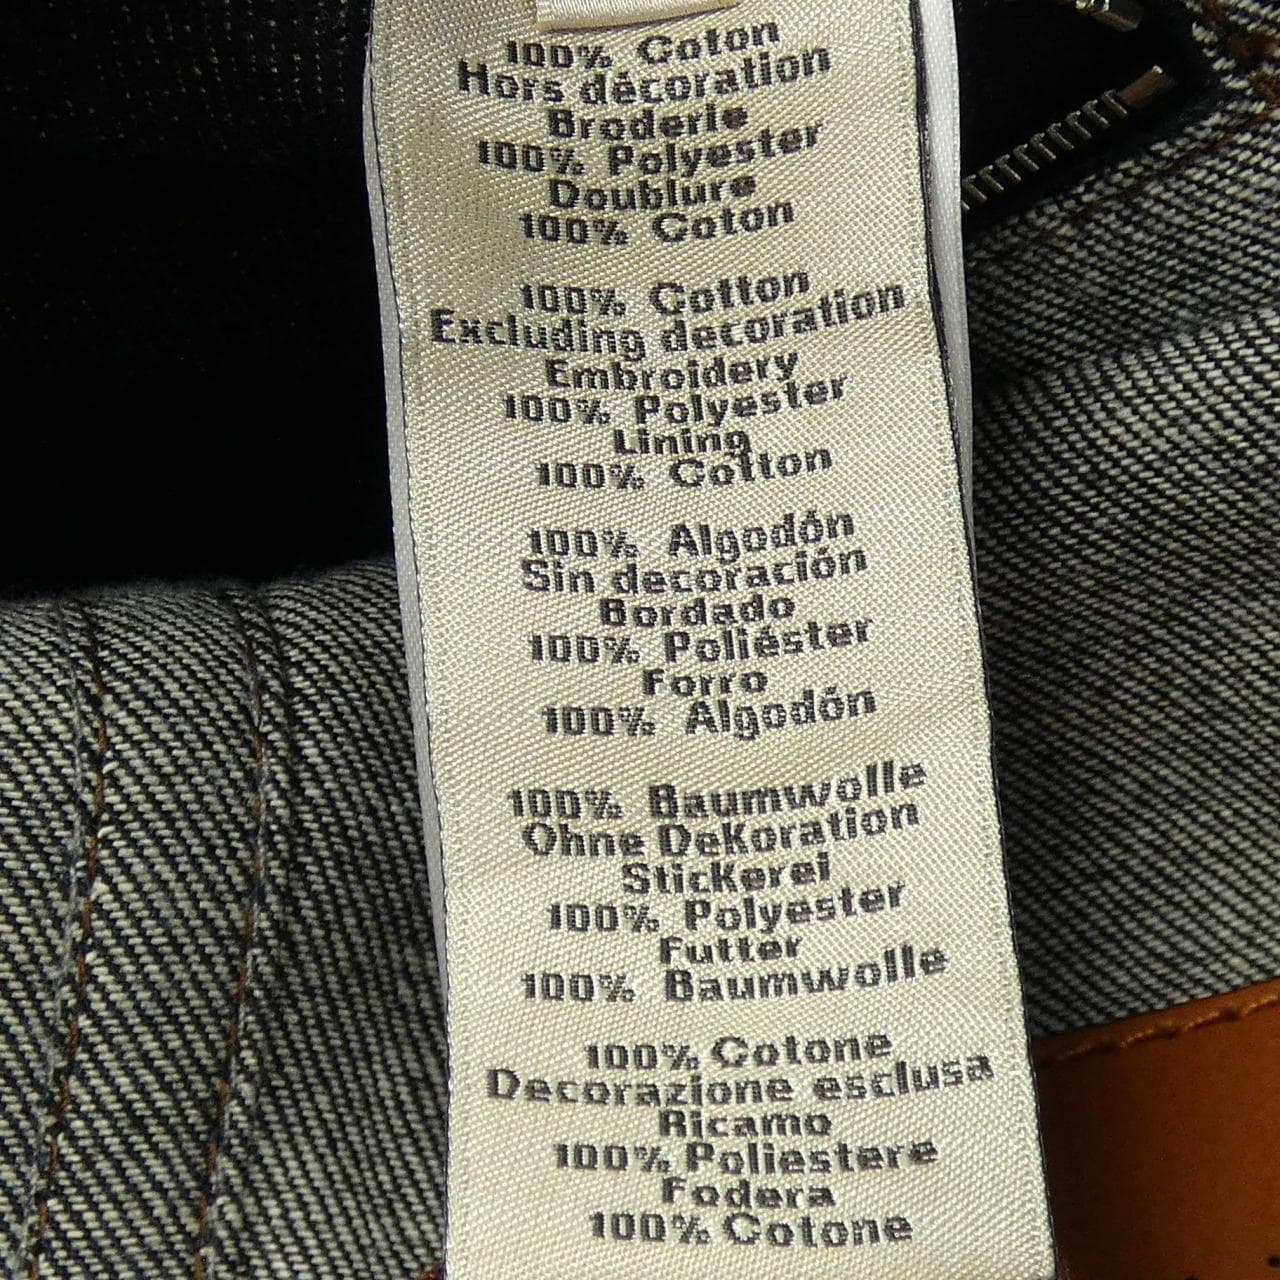 100% Coton
Hors décoration
Broderie
100% Polyester
Doublure
100% Coton
100% Cotton
Excluding decoration
Embroidery
100% Polyester
Lining
100% Cotton
100% Algodón
Sin decoración
Bordado
100% Poliéster
Forro
100% Algodón
100% Baumwolle
Ohne DeKoration
SticKerei
100% Polyester
Futter
100% Baumwolle
100% Cotone
Decorazione esclusa
Ricamo
100% Poliestere
Fodera
100% Cotone